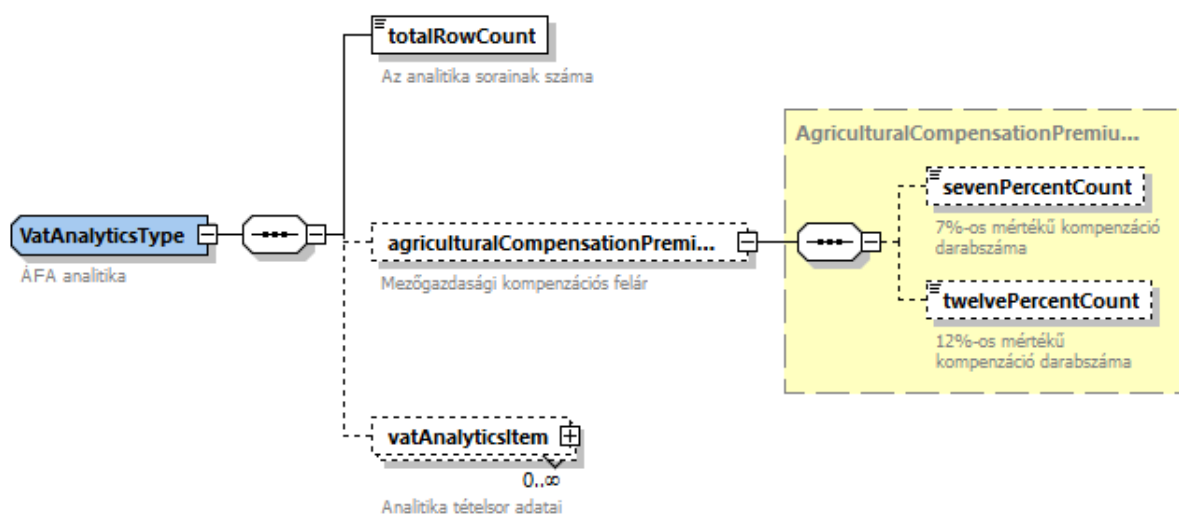 totalRowCount
Az analitika sorainak száma
AgriculturalCompensationPremiu...
sevenPercentCount
7%-os mértékű kompenzáció
darabszáma
VatAnalyticsType
ÁFA analitika
agriculturalCompensationPremi...
Mezőgazdasági kompenzációs felár
twelvePercentCount
12%-os mértékű
kompenzáció darabszáma
vatAnalyticsItem
0..∞
Analitika tételsor adatai